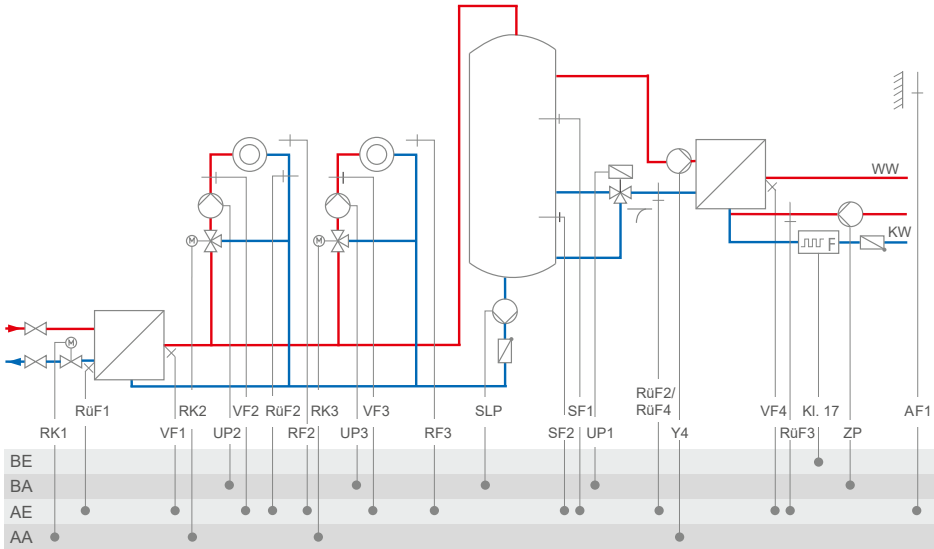 M
M
WW
F
KW
M
RüF1
RK2
VF2
RüF2
RK3
VF3
SLP
SF1
RüF2/
RüF4
VF4
Kl. 17
AF1
RK1
VF1
UP2
RF2
UP3
RF3
SF2
UP1
Y4
RüF3
ZP
BE
BA
AE
AA